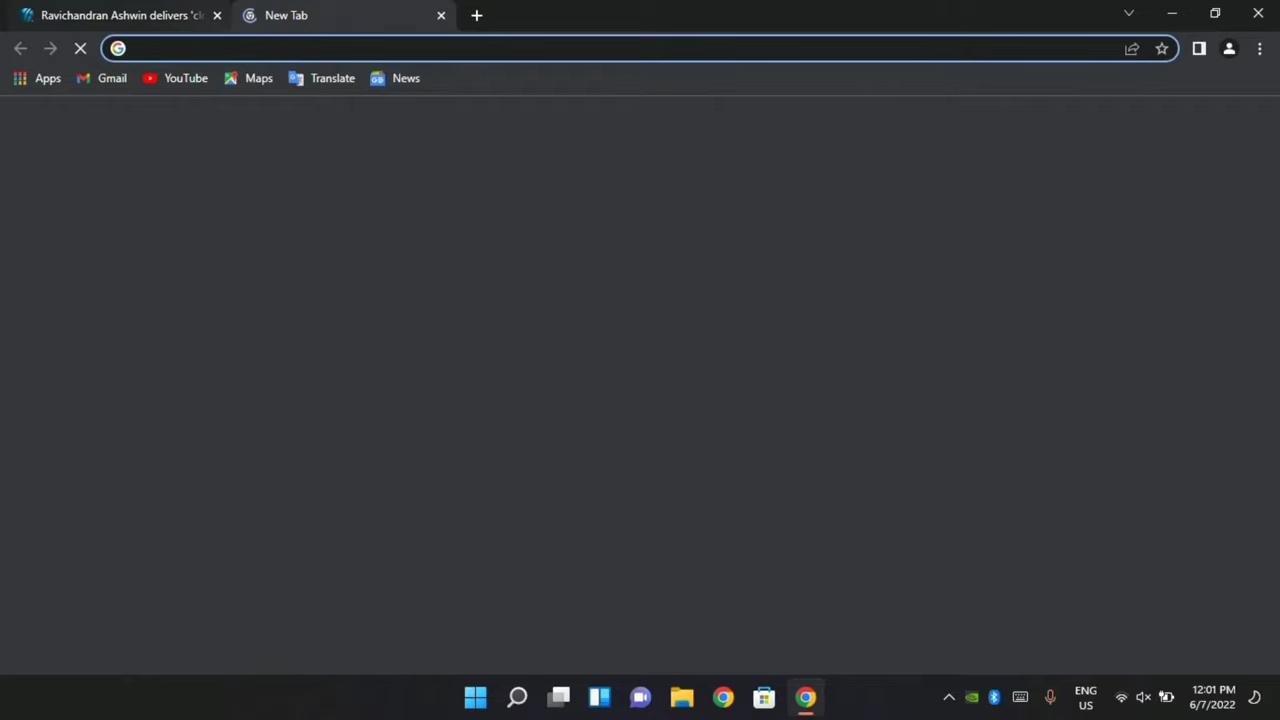 Ravichandran Ashwin delivers 'cl
New Tab
Apps
Gmail
YouTube
Maps
Translate
News
ENG
US
12:01 PM
6/7/2022